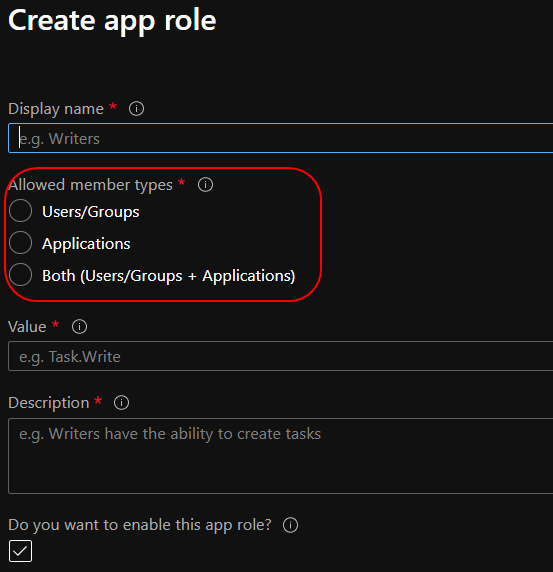 Create app role
Display name *
e.g. Writers
Allowed member types *
Users/Groups
Applications
Both (Users/Groups + Applications)
Value *
e.g. Task.Write
Description *
e.g. Writers have the ability to create tasks
Do you want to enable this app role?